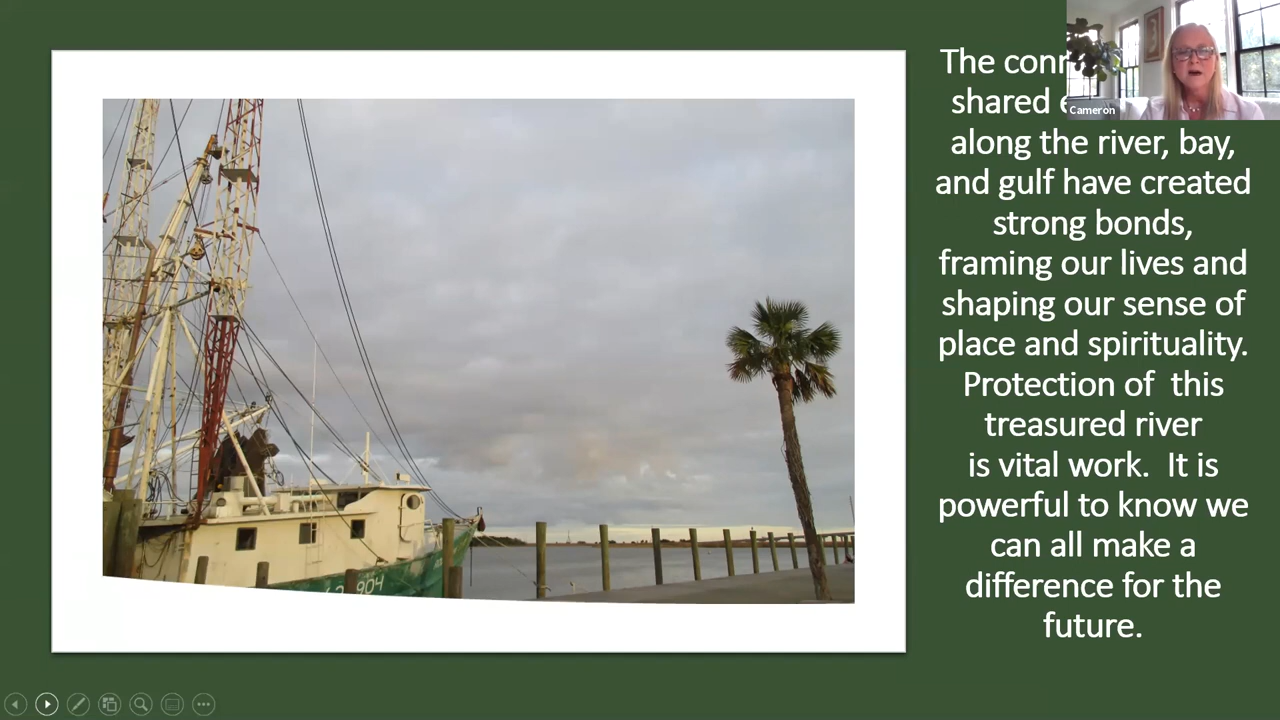 The
shared
along the river, bay,
and gulf have created
strong bonds,
framing our lives and
shaping our sense of
place and spirituality.
Protection of  this
treasured river
is vital work.  It is
powerful to know we
can all make a
difference for the
future.
Cameron
904